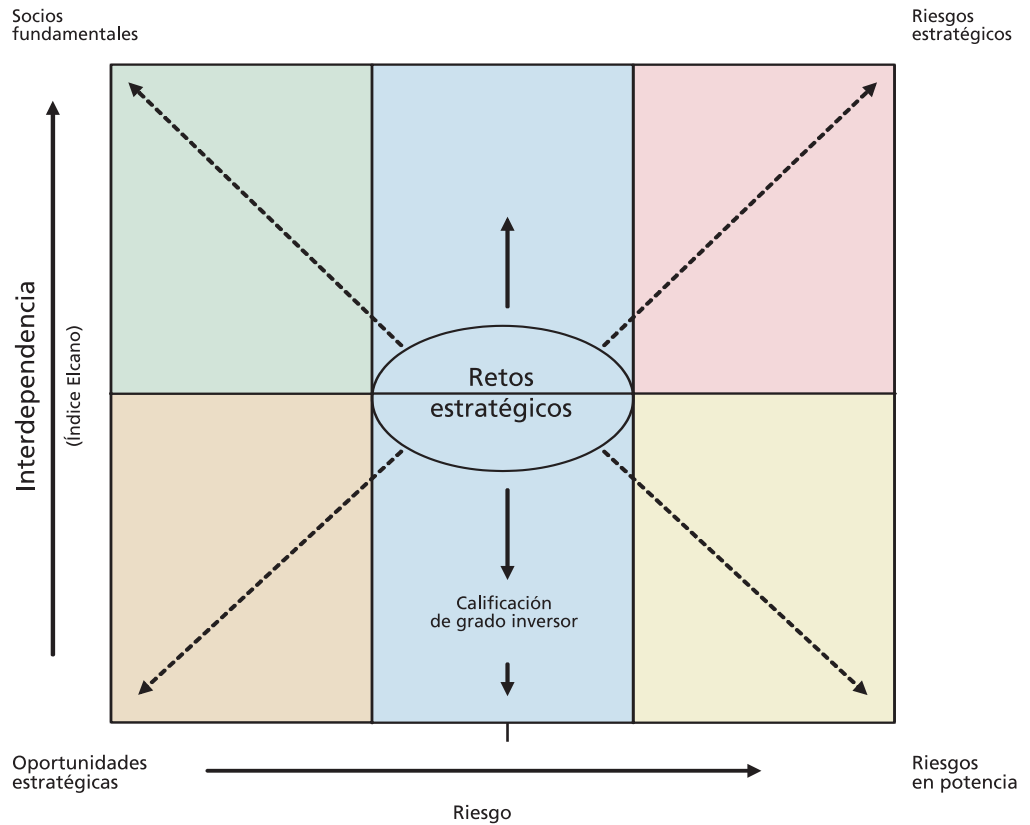 Socios
fundamentales
Riesgos
estratégicos
Interdependencia
(Índice Elcano)
Retos
estratégicos
Calificación
de grado inversor
Oportunidades
estratégicas
Riesgos
en potencia
Riesgo